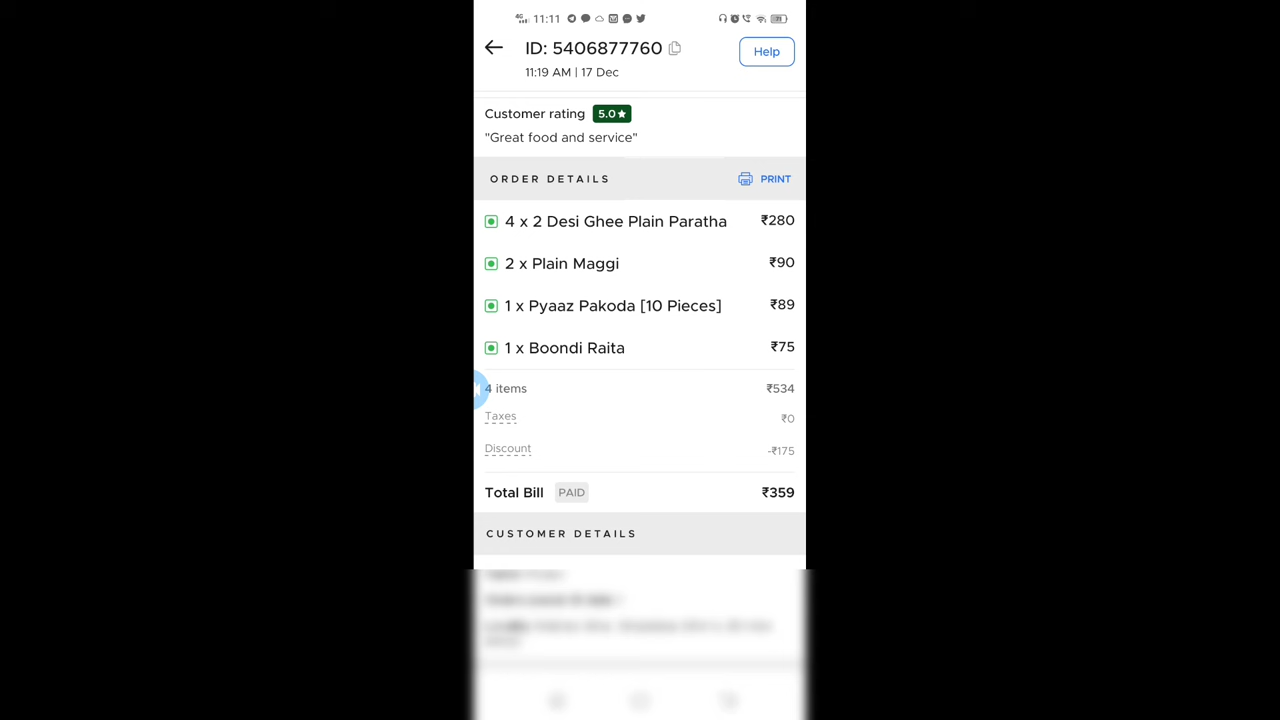 4G 11:11
ID: 5406877760
Help
11:19 AM | 17 Dec
Customer rating 5.0★
"Great food and service"
ORDER DETAILS
PRINT
4 x 2 Desi Ghee Plain Paratha ₹280
2 x Plain Maggi ₹90
1 x Pyaaz Pakoda [10 Pieces] ₹89
1 x Boondi Raita ₹75
4 items ₹534
Taxes ₹0
Discount -₹175
Total Bill PAID ₹359
CUSTOMER DETAILS